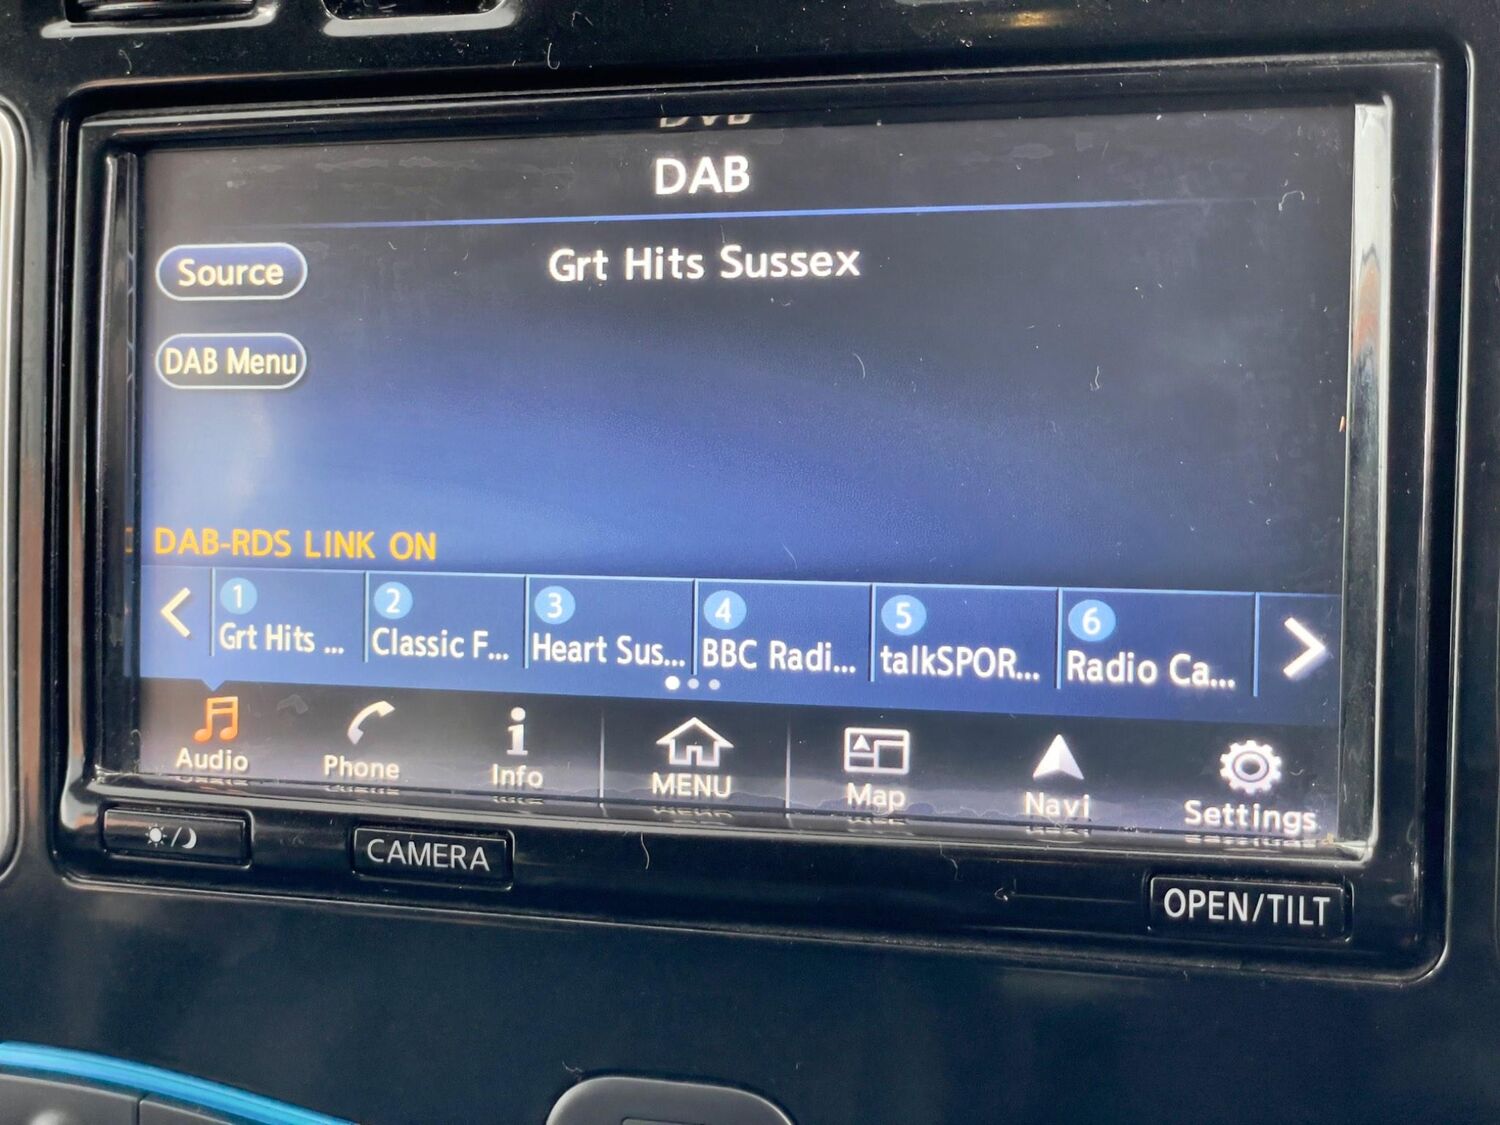 DAB
Source
Grt Hits Sussex
DAB Menu
DAB-RDS LINK ON
1 2 3 4 5 6
Grt Hits ... Classic F... Heart Sus... BBC Radi... talkSPOR... Radio Ca...
Audio Phone Info MENU Map Navi Settings
CAMERA
OPEN/TILT